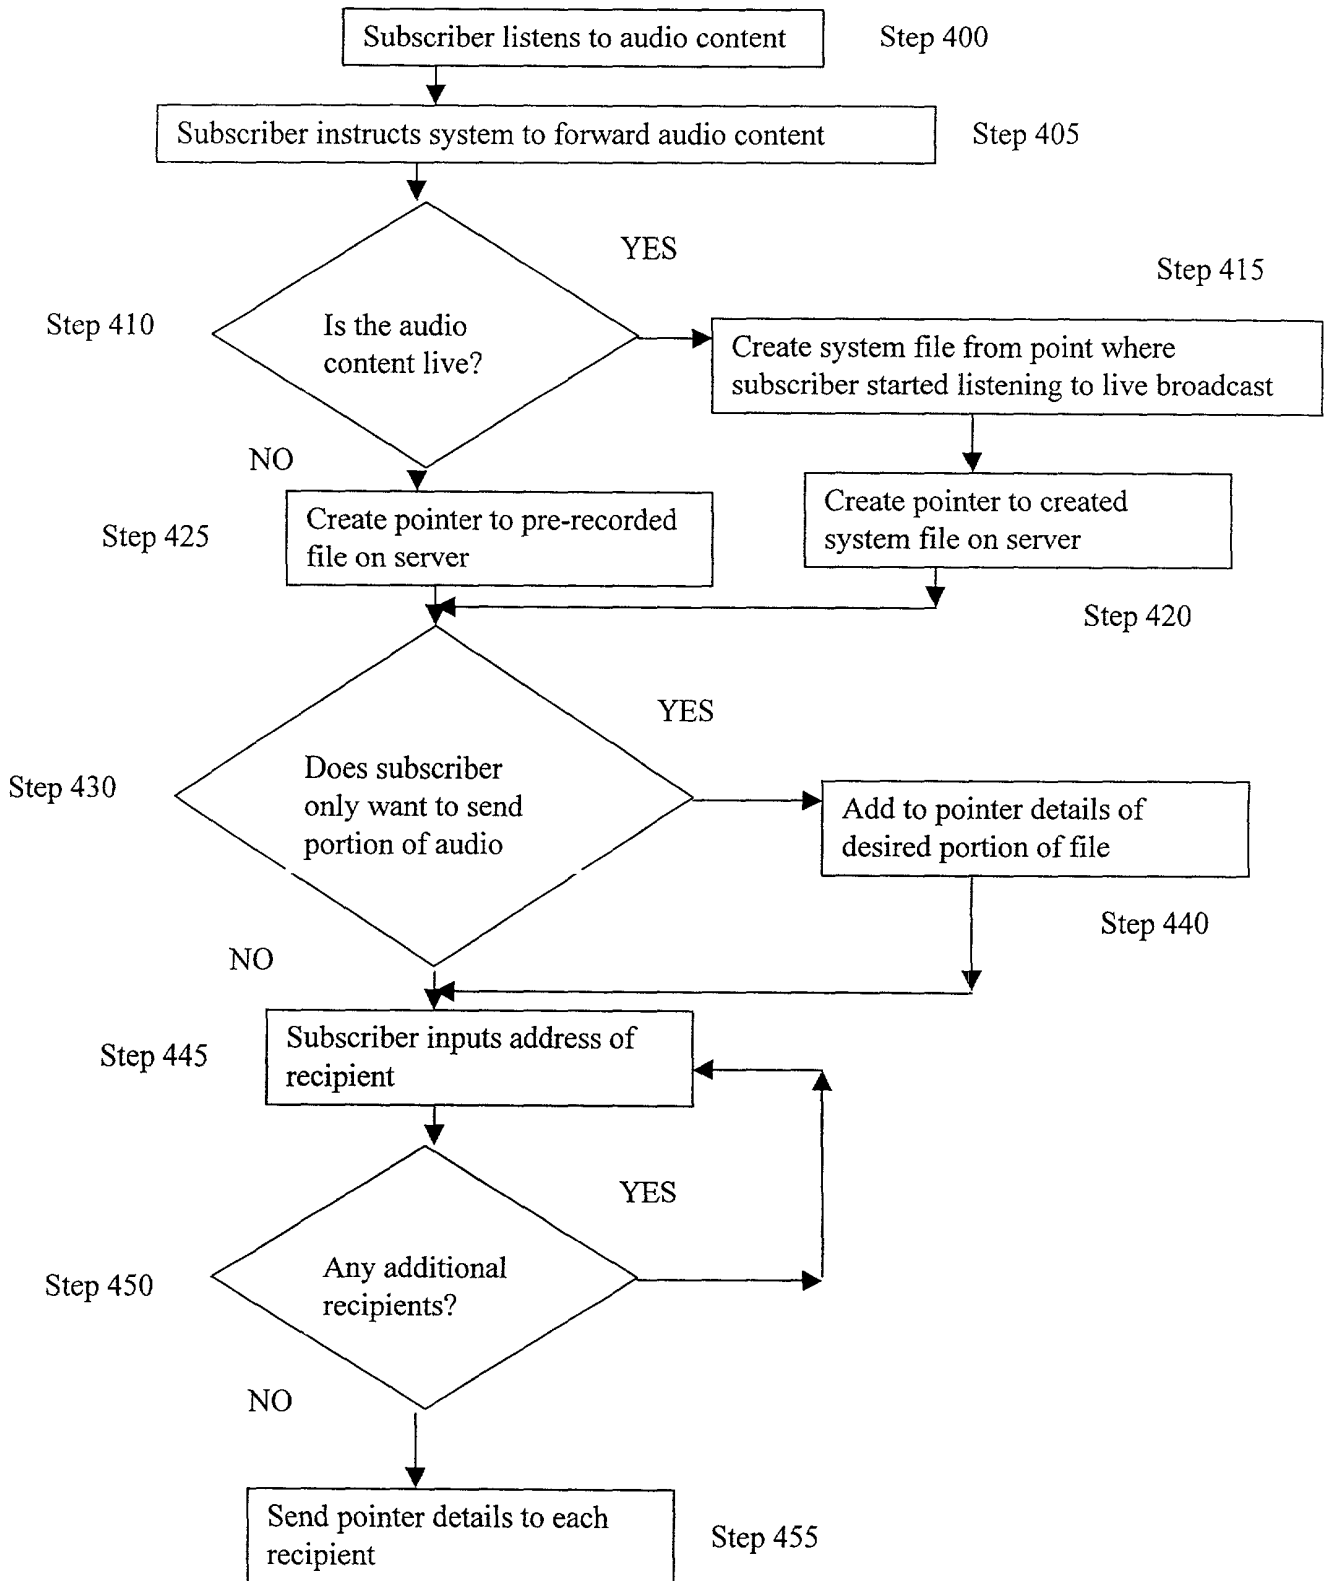 Subscriber listens to audio content
Step 400
Subscriber instructs system to forward audio content
Step 405
YES
Step 415
Step 410
Is the audio
content live?
Create system file from point where
subscriber started listening to live broadcast
NO
Step 425
Create pointer to pre-recorded
file on server
Create pointer to created
system file on server
Step 420
YES
Step 430
Does subscriber
only want to send
portion of audio
Add to pointer details of
desired portion of file
Step 440
NO
Step 445
Subscriber inputs address of
recipient
YES
Step 450
Any additional
recipients?
NO
Send pointer details to each
recipient
Step 455